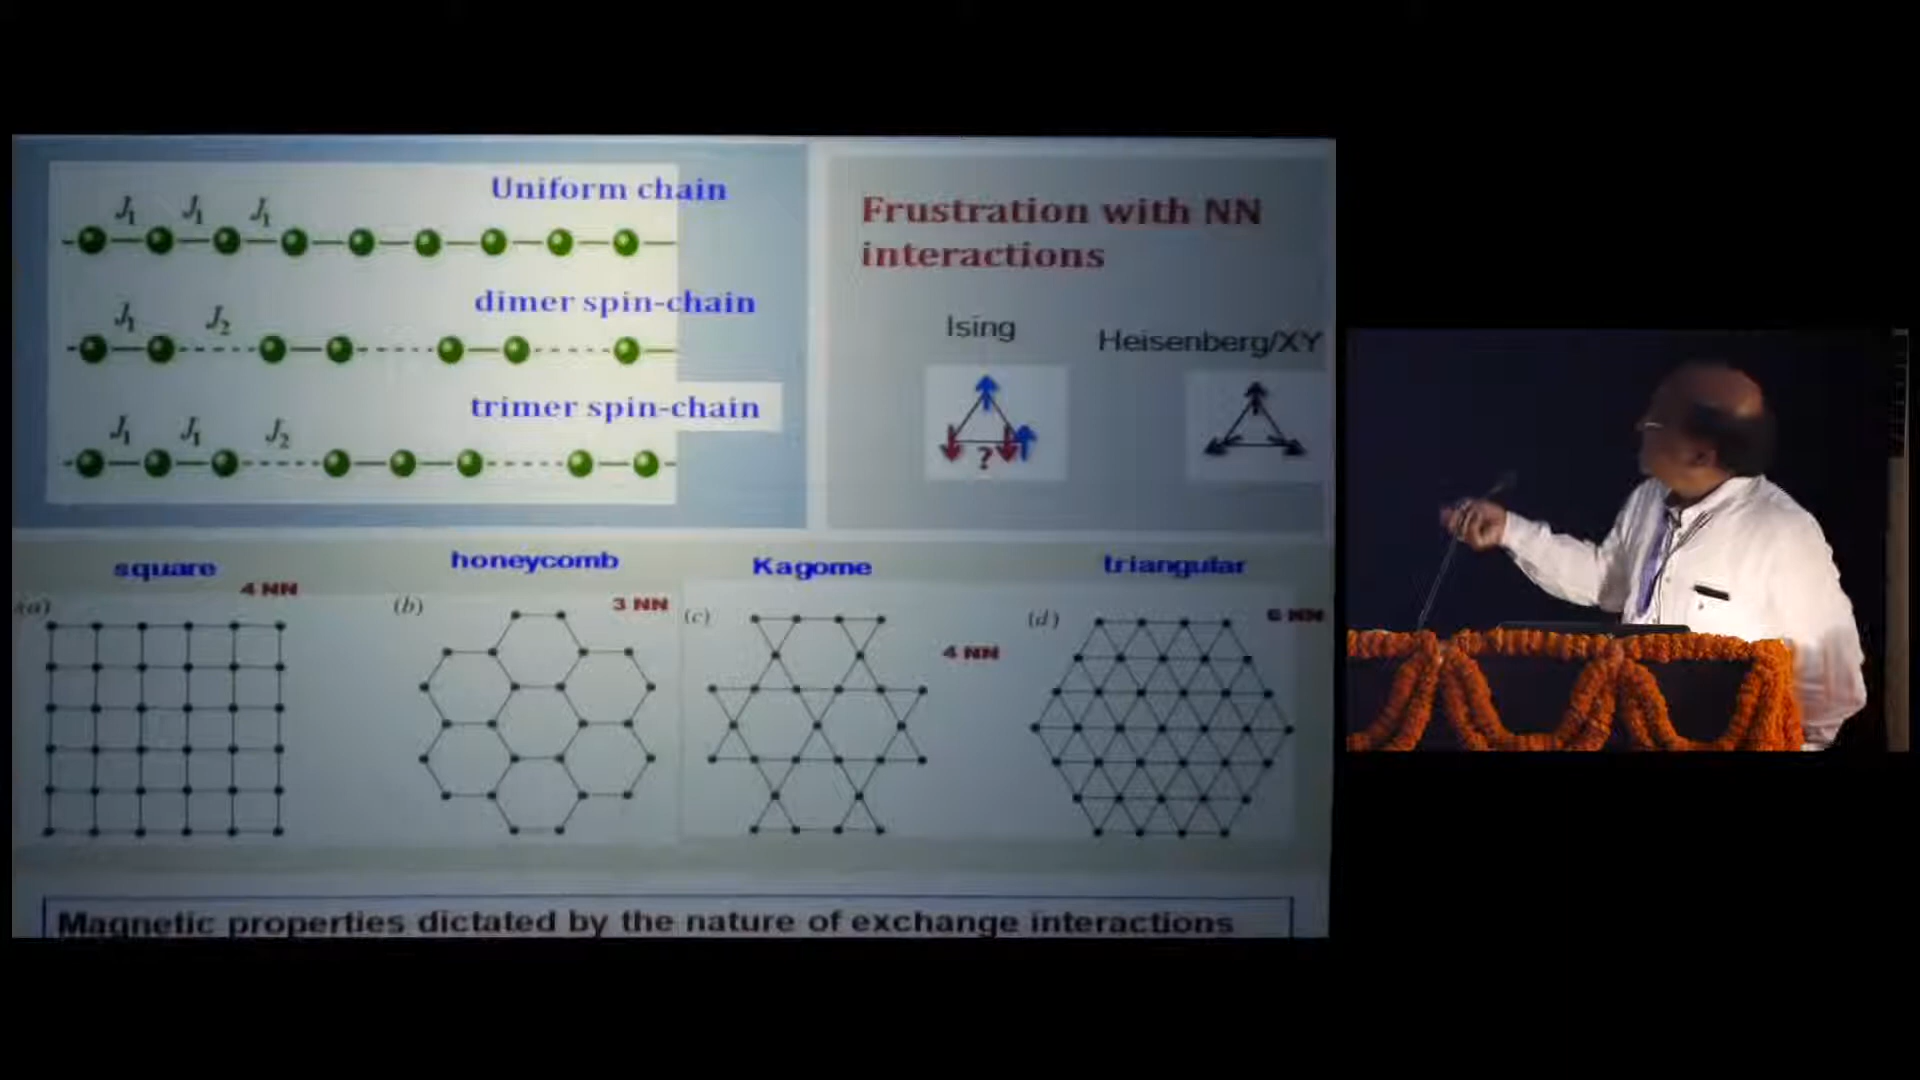 Uniform chain
J1 J1 J1
dimer spin-chain
J1 J2
trimer spin-chain
J1 J1 J2
Frustration with NN
interactions
Ising
Heisenberg/XY
?
square
4 NN
(a)
honeycomb
3 NN
(b)
Kagome
(c)
4 NN
triangular
(d)
6 NN
Magnetic properties dictated by the nature of exchange interactions